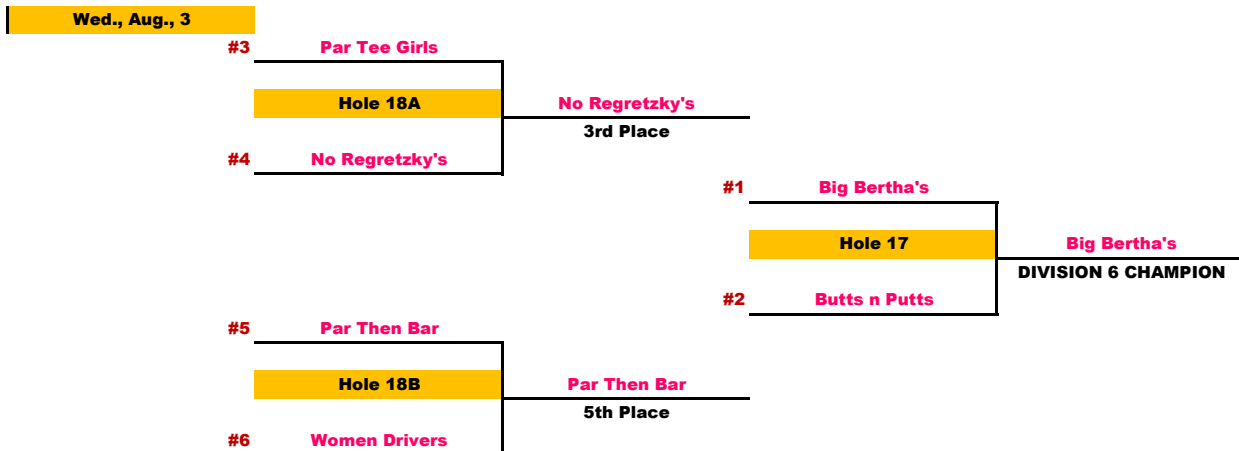 Wed., Aug., 3
#3 Par Tee Girls
Hole 18A
No Regretzky's
3rd Place
#4 No Regretzky's
#1 Big Bertha's
Hole 17
Big Bertha's
DIVISION 6 CHAMPION
#2 Butts n Putts
#5 Par Then Bar
Hole 18B
Par Then Bar
5th Place
#6 Women Drivers